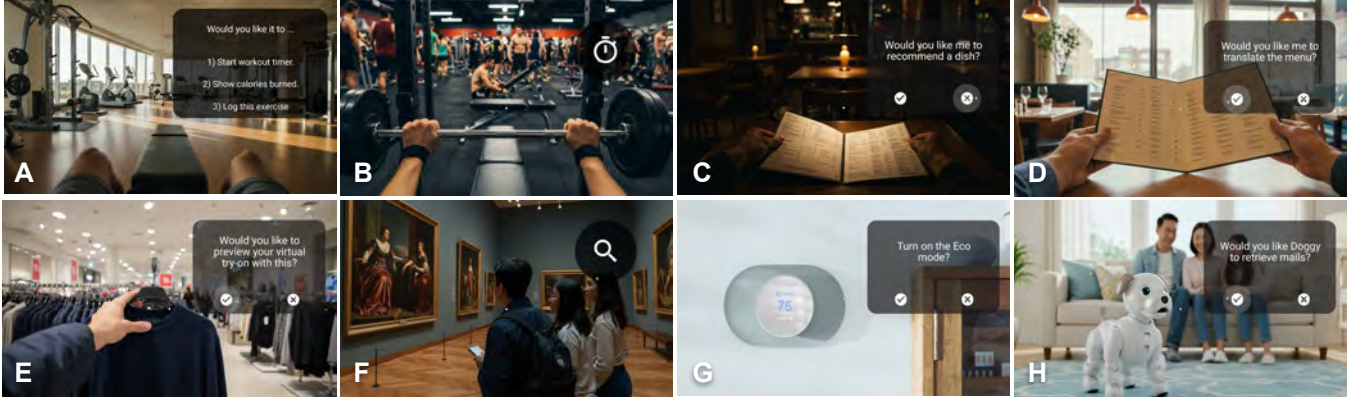 Would you like it to ...
1) Start workout timer.
2) Show calories burned.
3) Log this exercise
A
B
Would you like me to
recommend a dish?
C
Would you like me to
translate the menu?
D
Would you like to
preview your virtual
try-on with this?
E
F
Turn on the Eco
mode?
75
G
Would you like Doggy
to retrieve mails?
H